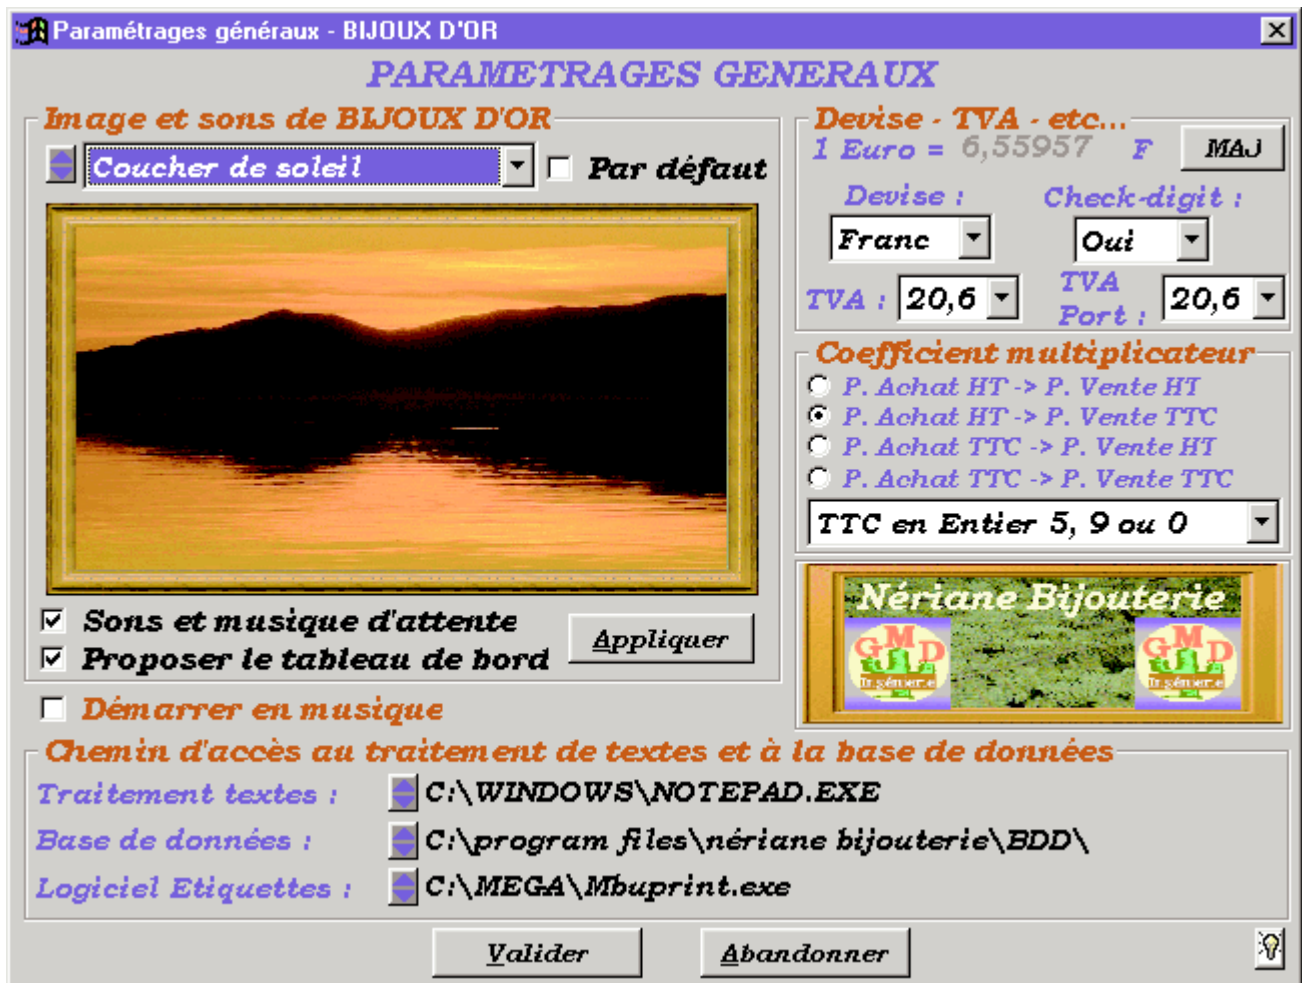 Paramétrages généraux - BIJOUX D'OR
PARAMETRAGES GENERAUX
Image et sons de BIJOUX D'OR
Coucher de soleil
Par défaut
Sons et musique d'attente
Proposer le tableau de bord
Appliquer
Démarrer en musique
Devise - TVA - etc...
1 Euro = 6,55957 F
MAJ
Devise :
Check-digit :
Franc
Oui
TVA : 20,6
TVA
Port : 20,6
Coefficient multiplicateur
P. Achat HT -> P. Vente HT
P. Achat HT -> P. Vente TTC
P. Achat TTC -> P. Vente HT
P. Achat TTC -> P. Vente TTC
TTC en Entier 5, 9 ou 0
Nériane Bijouterie
GMD
Ingénierie
GMD
Ingénierie
Chemin d'accès au traitement de textes et à la base de données
Traitement textes : C:\WINDOWS\NOTEPAD.EXE
Base de données : C:\program files\nériane bijouterie\BDD\
Logiciel Etiquettes : C:\MEGA\Mbuprint.exe
Valider
Abandonner